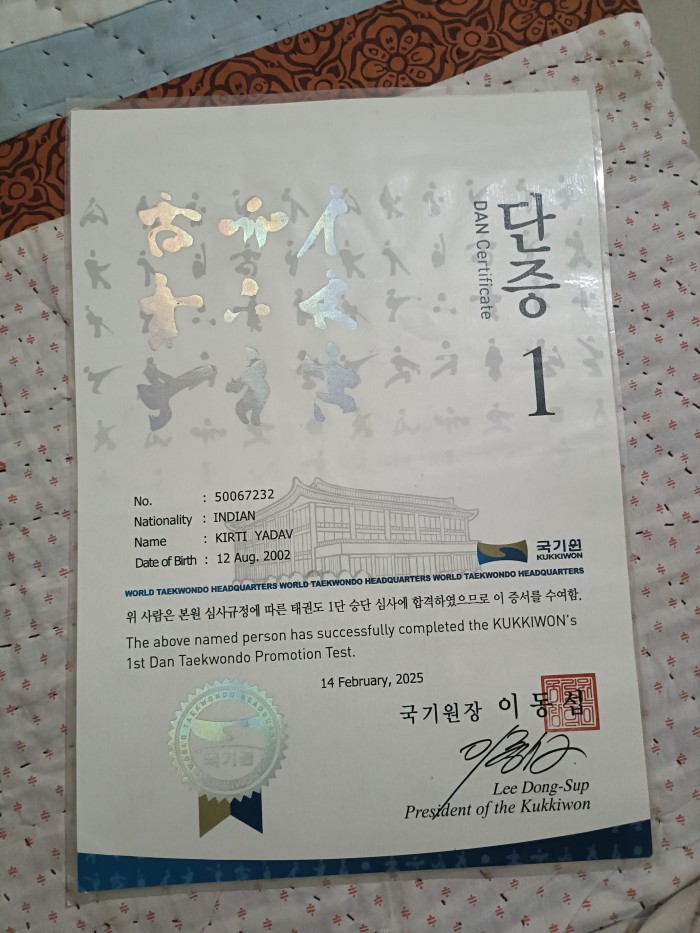 단증
DAN Certificate
1
No. : 50067232
Nationality : INDIAN
Name : KIRTI YADAV
Date of Birth : 12 Aug. 2002
국기원
KUKKIWON
WORLD TAEKWONDO HEADQUARTERS WORLD TAEKWONDO HEADQUARTERS WORLD TAEKWONDO HEADQUARTERS
위 사람은 본원 심사규정에 따른 태권도 1단 승단 심사에 합격하였으므로 이 증서를 수여함.
The above named person has successfully completed the KUKKIWON's
1st Dan Taekwondo Promotion Test.
14 February, 2025
국기원장 이동섭
Lee Dong-Sup
President of the Kukkiwon
국기원